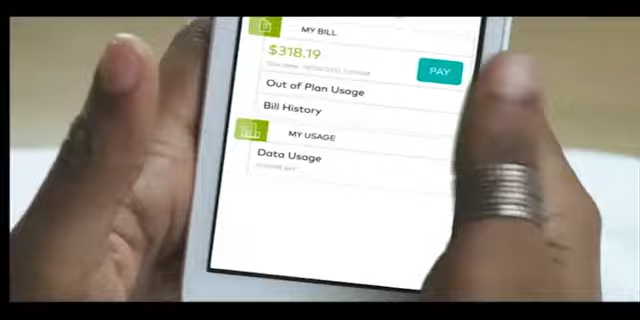 MY BILL
$318.19
PAY
Out of Plan Usage
Bill History
MY USAGE
Data Usage